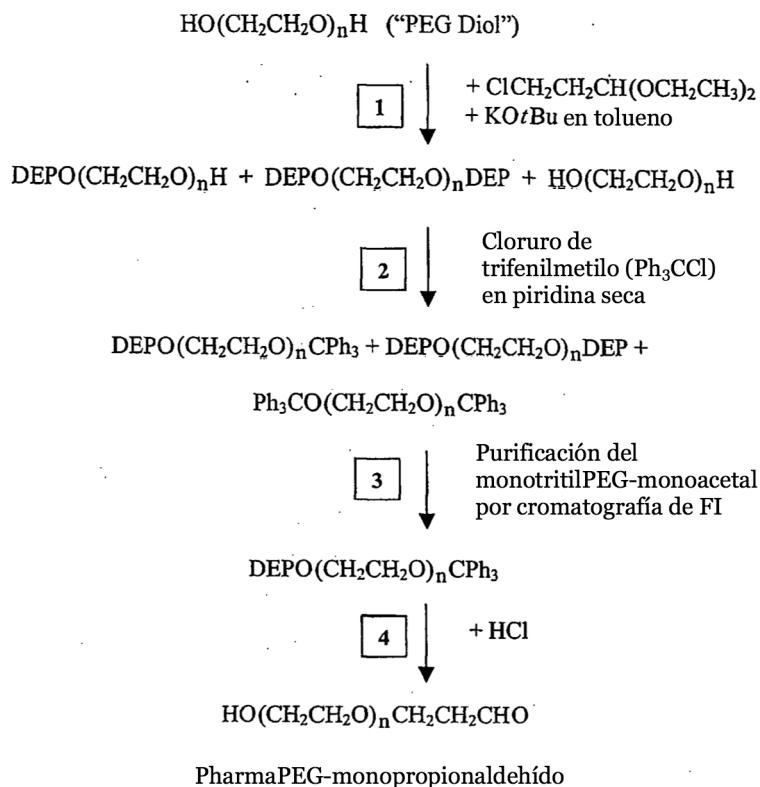 HO(CH₂CH₂O)ₙH ("PEG Diol")
1
+ ClCH₂CH₂CH(OCH₂CH₃)₂
+ KOtBu en tolueno
DEPO(CH₂CH₂O)ₙH + DEPO(CH₂CH₂O)ₙDEP + HO(CH₂CH₂O)ₙH
2
Cloruro de
trifenilmetilo (Ph₃CCl)
en piridina seca
DEPO(CH₂CH₂O)ₙCPh₃ + DEPO(CH₂CH₂O)ₙDEP +
Ph₃CO(CH₂CH₂O)ₙCPh₃
3
Purificación del
monotritilPEG-monoacetal
por cromatografía de FI
DEPO(CH₂CH₂O)ₙCPh₃
4
+ HCl
HO(CH₂CH₂O)ₙCH₂CH₂CHO
PharmaPEG-monopropionaldehído